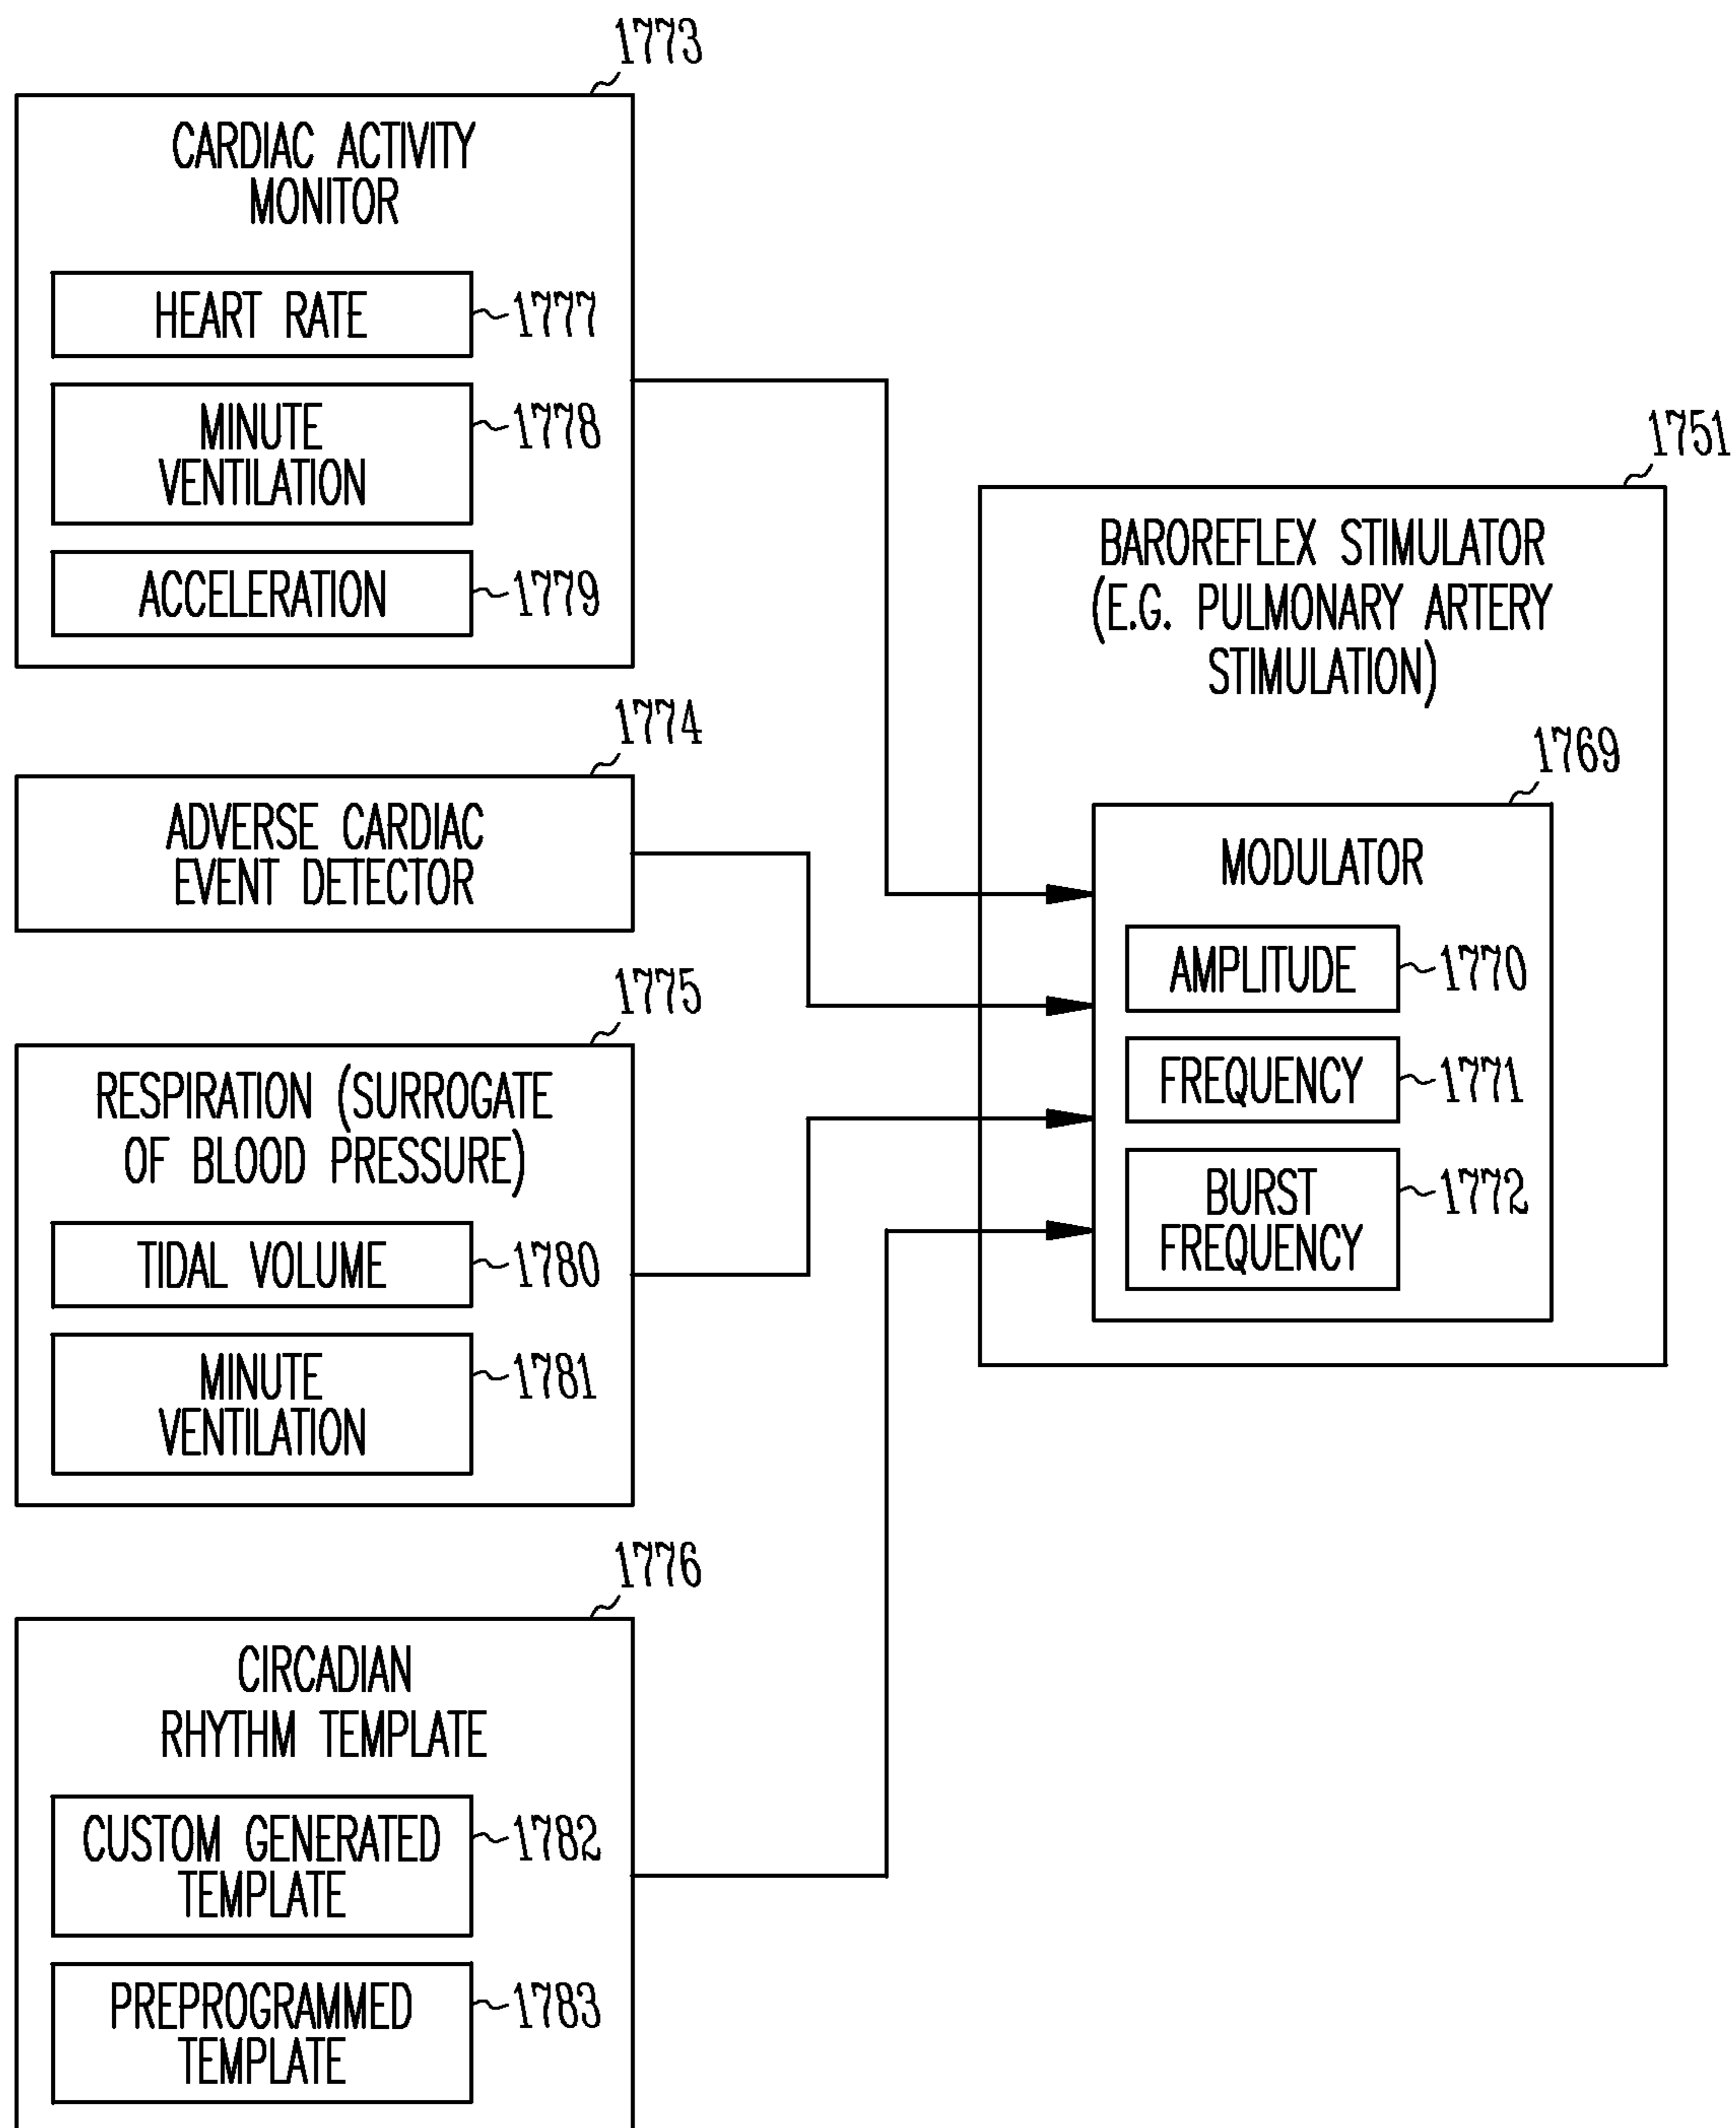 1773
CARDIAC ACTIVITY
MONITOR
HEART RATE
1777
MINUTE
VENTILATION
1778
ACCELERATION
1779
1774
ADVERSE CARDIAC
EVENT DETECTOR
1775
RESPIRATION (SURROGATE
OF BLOOD PRESSURE)
TIDAL VOLUME
1780
MINUTE
VENTILATION
1781
1776
CIRCADIAN
RHYTHM TEMPLATE
CUSTOM GENERATED
TEMPLATE
1782
PREPROGRAMMED
TEMPLATE
1783
1751
BAROREFLEX STIMULATOR
(E.G. PULMONARY ARTERY
STIMULATION)
1769
MODULATOR
AMPLITUDE
1770
FREQUENCY
1771
BURST
FREQUENCY
1772